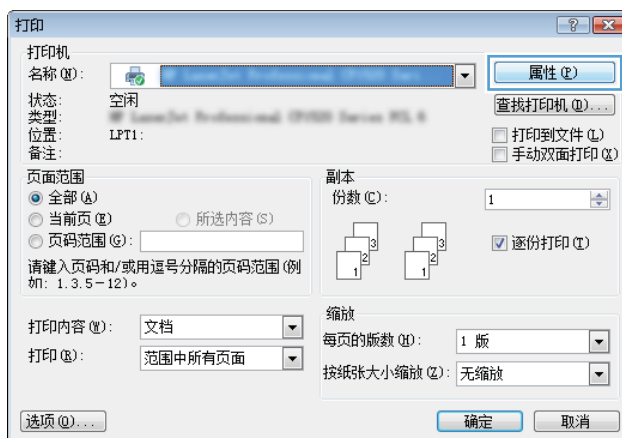 打印
打印机
名称(N):
属性(P)
状态: 空闲
查找打印机(D)...
类型:
位置: LPT1:
打印到文件(L)
备注:
手动双面打印(X)
页面范围
全部(A)
当前页(E) 所选内容(S)
页码范围(G):
请键入页码和/或用逗号分隔的页码范围(例
如: 1.3.5-12)。
副本
份数(C): 1
逐份打印(T)
3 3
2 2
1 1
打印内容(W): 文档
打印(R): 范围中所有页面
缩放
每页的版数(H): 1 版
按纸张大小缩放(Z): 无缩放
选项(O)... 确定 取消